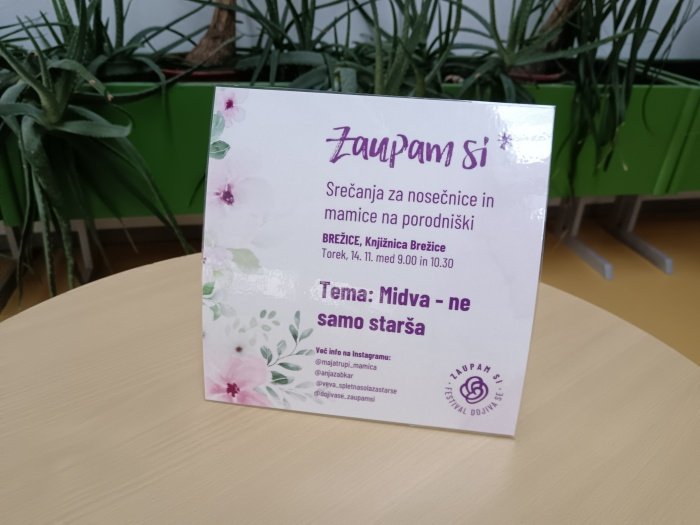 Zaupam si *
Srečanja za nosečnice in
mamice na porodniški
BREŽICE, Knjižnica Brežice
Torek, 14. 11. med 9.00 in 10.30
Tema: Midva - ne
samo starša
Več info na Instagramu:
@majatrupi_mamica
@anjazabkar
@veva_spletnasolazastarse
@dojivase_zaupamsi
ZAUPAM SI
FESTIVAL DOJIVA SE